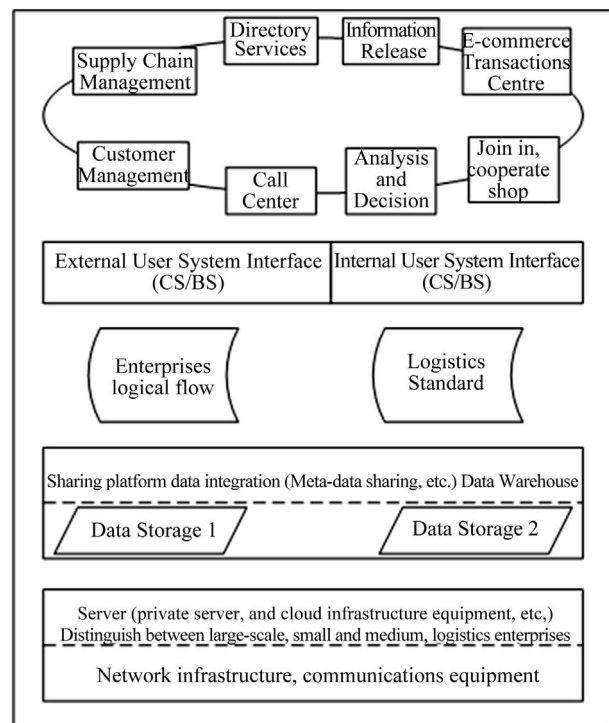 Supply Chain
Management
Directory
Services
Information
Release
E-commerce
Transactions
Centre
Customer
Management
Call
Center
Analysis
and
Decision
Join in,
cooperate
shop
External User System Interface
(CS/BS)
Internal User System Interface
(CS/BS)
Enterprises
logical flow
Logistics
Standard
Sharing platform data integration (Meta-data sharing, etc.) Data Warehouse
Data Storage 1
Data Storage 2
Server (private server, and cloud infrastructure equipment, etc,)
Distinguish between large-scale, small and medium, logistics enterprises
Network infrastructure, communications equipment